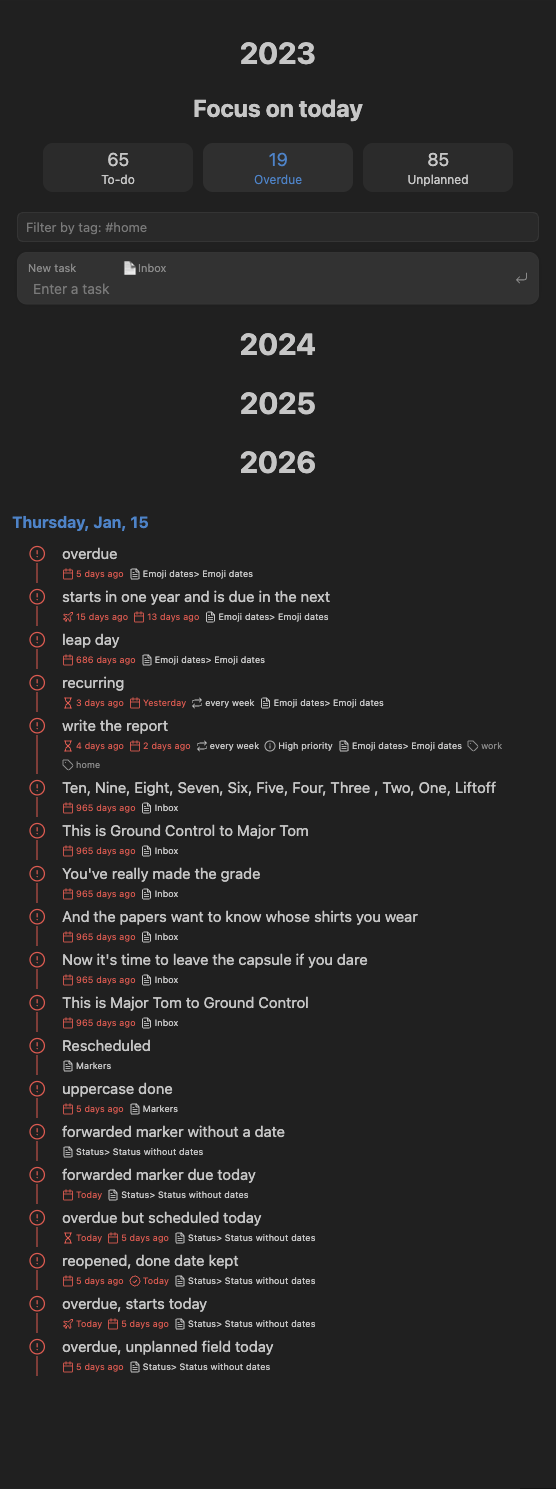 2023
Focus on today
65 19 85
To-do Overdue Unplanned
Filter by tag: #home
New task Inbox
Enter a task
2024
2025
2026
Thursday, Jan, 15
overdue
5 days ago Emoji dates> Emoji dates
starts in one year and is due in the next
15 days ago 13 days ago Emoji dates> Emoji dates
leap day
686 days ago Emoji dates> Emoji dates
recurring
3 days ago Yesterday every week Emoji dates> Emoji dates
write the report
4 days ago 2 days ago every week High priority Emoji dates> Emoji dates work
home
Ten, Nine, Eight, Seven, Six, Five, Four, Three , Two, One, Liftoff
965 days ago Inbox
This is Ground Control to Major Tom
965 days ago Inbox
You've really made the grade
965 days ago Inbox
And the papers want to know whose shirts you wear
965 days ago Inbox
Now it's time to leave the capsule if you dare
965 days ago Inbox
This is Major Tom to Ground Control
965 days ago Inbox
Rescheduled
Markers
uppercase done
5 days ago Markers
forwarded marker without a date
Status> Status without dates
forwarded marker due today
Today Status> Status without dates
overdue but scheduled today
Today 5 days ago Status> Status without dates
reopened, done date kept
5 days ago Today Status> Status without dates
overdue, starts today
Today 5 days ago Status> Status without dates
overdue, unplanned field today
5 days ago Status> Status without dates